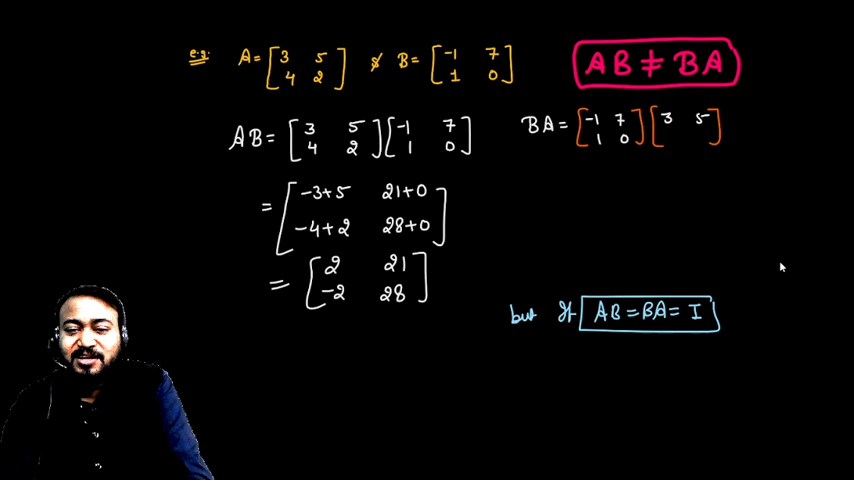 e.g. A = [3 5 4 2] & B = [-1 7 1 0]
AB ≠ BA
AB = [3 5 4 2] [-1 7 1 0]
= [-3+5 21+0 -4+2 28+0]
= [2 21 -2 28]
BA = [-1 7 1 0] [3 5]
but If AB = BA = I